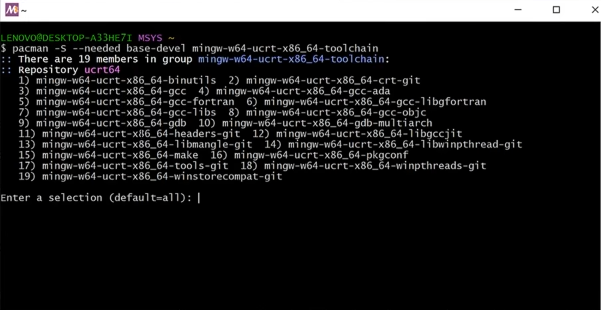 ~
LENOVO@DESKTOP-A33HE7I MSYS ~
$ pacman -S --needed base-devel mingw-w64-ucrt-x86_64-toolchain
:: There are 19 members in group mingw-w64-ucrt-x86_64-toolchain:
:: Repository ucrt64
1) mingw-w64-ucrt-x86_64-binutils 2) mingw-w64-ucrt-x86_64-crt-git
3) mingw-w64-ucrt-x86_64-gcc 4) mingw-w64-ucrt-x86_64-gcc-ada
5) mingw-w64-ucrt-x86_64-gcc-fortran 6) mingw-w64-ucrt-x86_64-gcc-libgfortran
7) mingw-w64-ucrt-x86_64-gcc-libs 8) mingw-w64-ucrt-x86_64-gcc-objc
9) mingw-w64-ucrt-x86_64-gdb 10) mingw-w64-ucrt-x86_64-gdb-multiarch
11) mingw-w64-ucrt-x86_64-headers-git 12) mingw-w64-ucrt-x86_64-libgccjit
13) mingw-w64-ucrt-x86_64-libmangle-git 14) mingw-w64-ucrt-x86_64-libwinpthread-git
15) mingw-w64-ucrt-x86_64-make 16) mingw-w64-ucrt-x86_64-pkgconf
17) mingw-w64-ucrt-x86_64-tools-git 18) mingw-w64-ucrt-x86_64-winpthreads-git
19) mingw-w64-ucrt-x86_64-winstorecompat-git
Enter a selection (default=all):